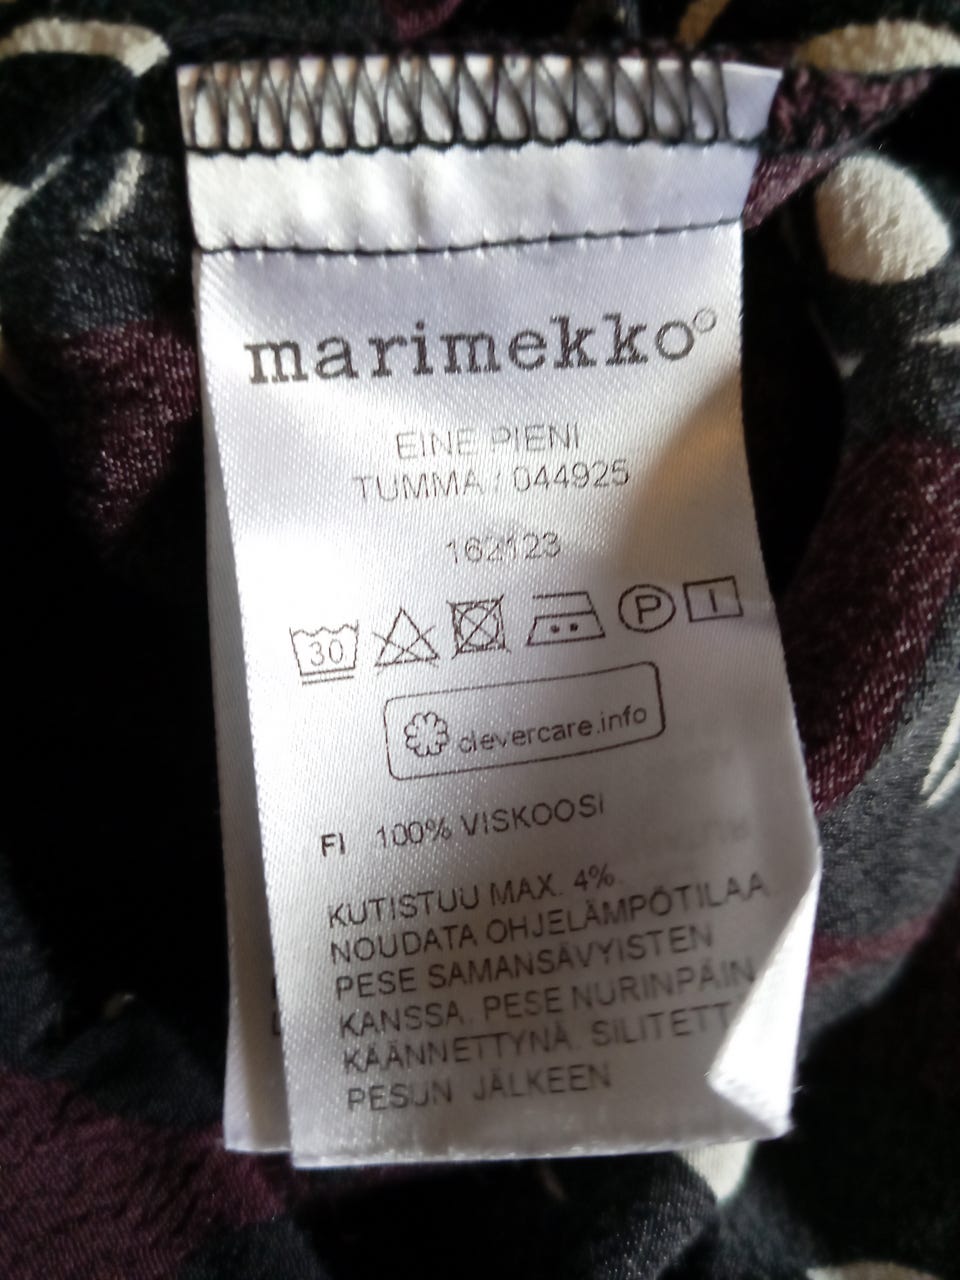 marimekko®
EINE PIENI
TUMMA / 044925
162123
30 P
clevercare.info
FI 100% VISKOOSI
KUTISTUU MAX. 4%.
NOUDATA OHJELÄMPÖTILAA
PESE SAMANSÄVYISTEN
KANSSA. PESE NURINPÄIN
KÄÄNNETTYNÄ. SILITETT
PESUN JÄLKEEN